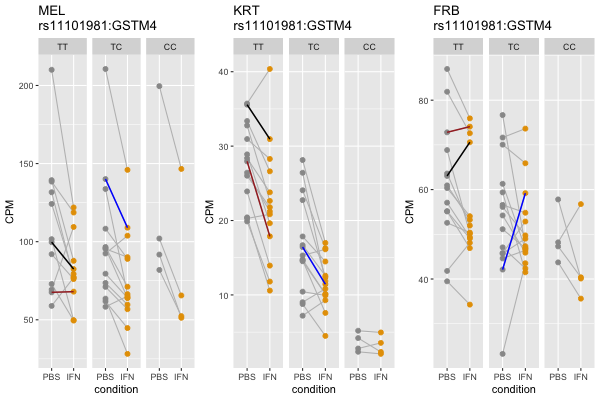 MEL
rs11101981:GSTM4
TT TC CC
CPM
200
150
100
50
PBS IFN PBS IFN PBS IFN
condition
KRT
rs11101981:GSTM4
TT TC CC
CPM
40
30
20
10
PBS IFN PBS IFN PBS IFN
condition
FRB
rs11101981:GSTM4
TT TC CC
CPM
80
60
40
PBS IFN PBS IFN PBS IFN
condition